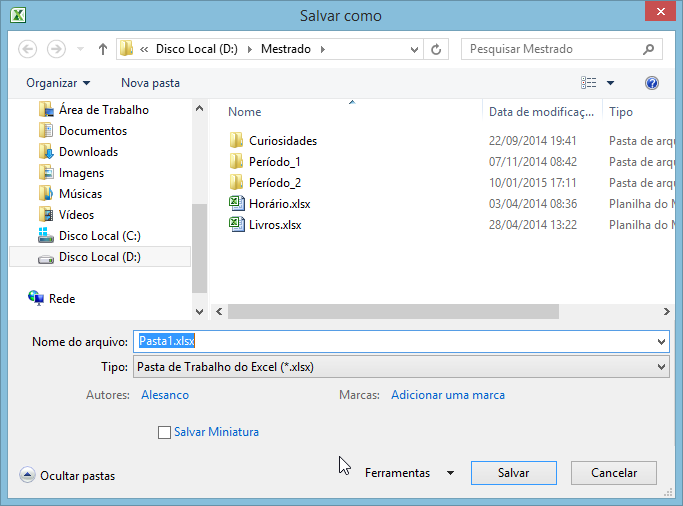 Salvar como
« Disco Local (D:) Mestrado
Pesquisar Mestrado
Organizar Nova pasta
Área de Trabalho
Documentos
Downloads
Imagens
Músicas
Vídeos
Disco Local (C:)
Disco Local (D:)
Rede
Nome Data de modificaç... Tipo
Curiosidades 22/09/2014 19:41 Pasta de arqu
Período_1 07/11/2014 08:42 Pasta de arqu
Período_2 10/01/2015 17:11 Pasta de arqu
Horário.xlsx 03/04/2014 08:36 Planilha do M
Livros.xlsx 28/04/2014 13:22 Planilha do M
Nome do arquivo: Pasta1.xlsx
Tipo: Pasta de Trabalho do Excel (*.xlsx)
Autores: Alesanco Marcas: Adicionar uma marca
Salvar Miniatura
Ocultar pastas Ferramentas Salvar Cancelar